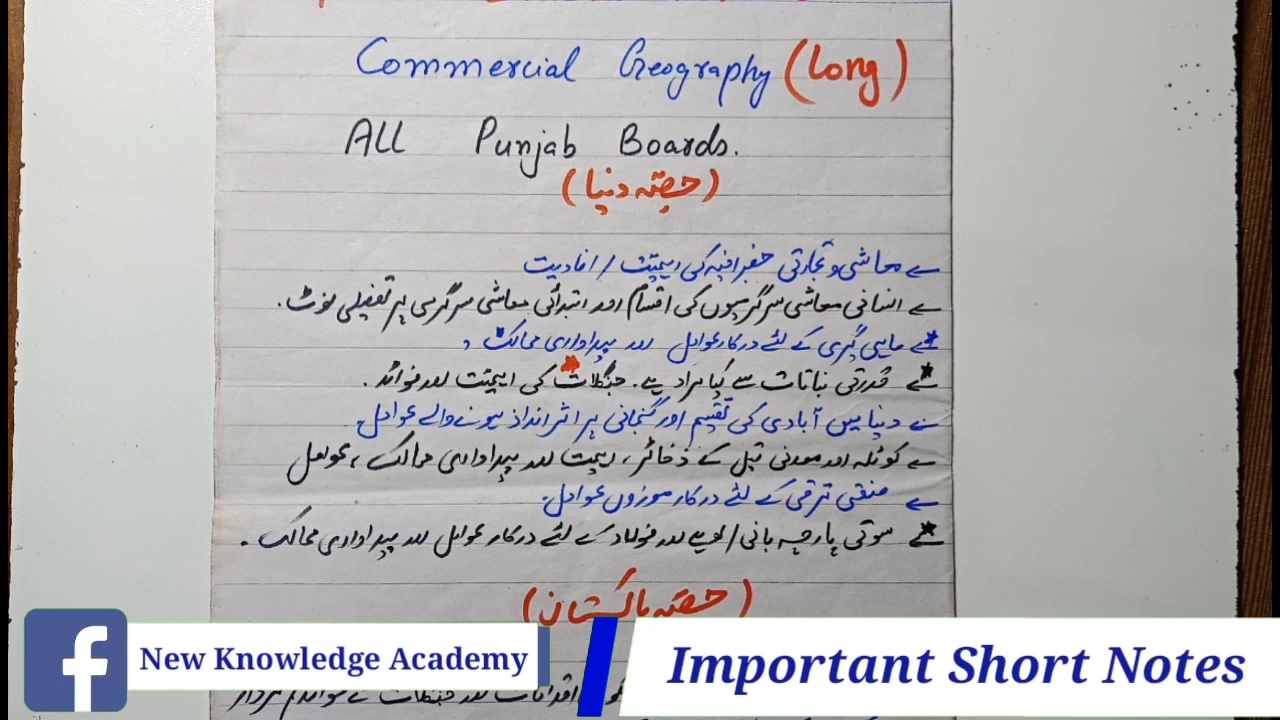 Commercial Geography (Long)
All Punjab Boards.
(حصّہ دنیا)
معاشی و تجارتی جغرافیہ کی اہمیّت / افادیت
انسانی معاشی سرگرمیوں کی اقسام اور ابتدائی معاشی سرگرمی پر تفصیلی نوٹ۔
ماہی گیری کے لئے درکار عوامل اور پیداواری ممالک
قدرتی نباتات سے کیا مراد ہے۔ جنگلات کی اہمیّت اور فوائد۔
دنیا میں آبادی کی تقسیم اور گنجانی پر اثر انداز ہونے والے عوامل۔
کوئلہ اور معدنی تیل کے ذخائر، اہمیت اور پیداواری ممالک، عوامل
صنعتی ترقی کے لئے درکار موزوں عوامل۔
سوتی پارچہ بافی / لوہے اور فولاد کے لئے درکار عوامل اور پیداواری ممالک۔
(حصّہ پاکستان)
New Knowledge Academy
Important Short Notes